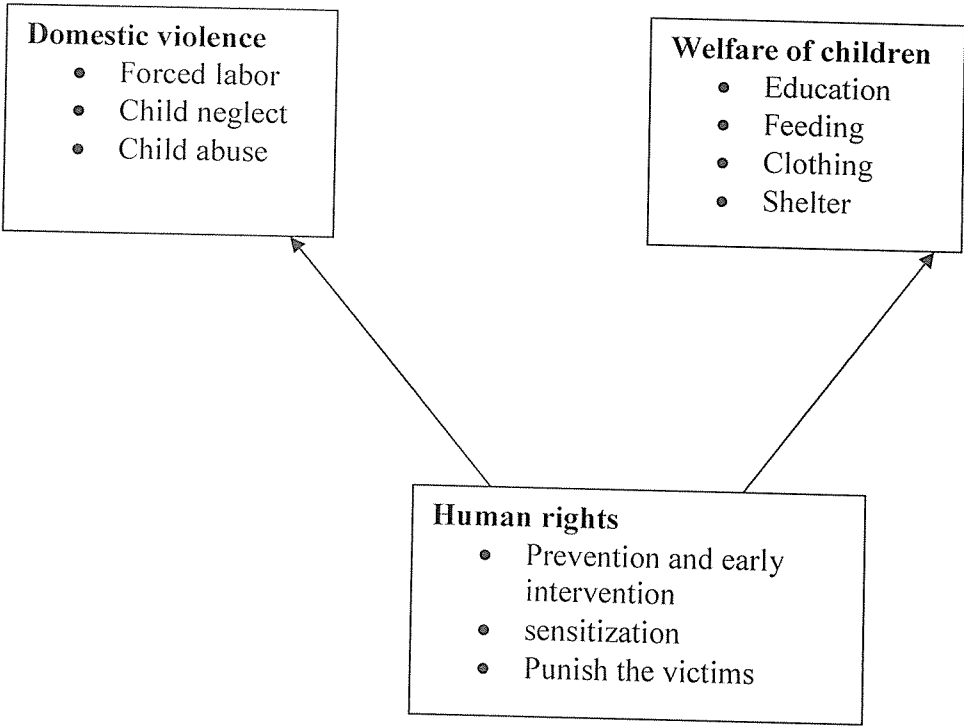 Domestic violence
• Forced labor
• Child neglect
• Child abuse
Welfare of children
• Education
• Feeding
• Clothing
• Shelter
Human rights
• Prevention and early
intervention
• sensitization
• Punish the victims